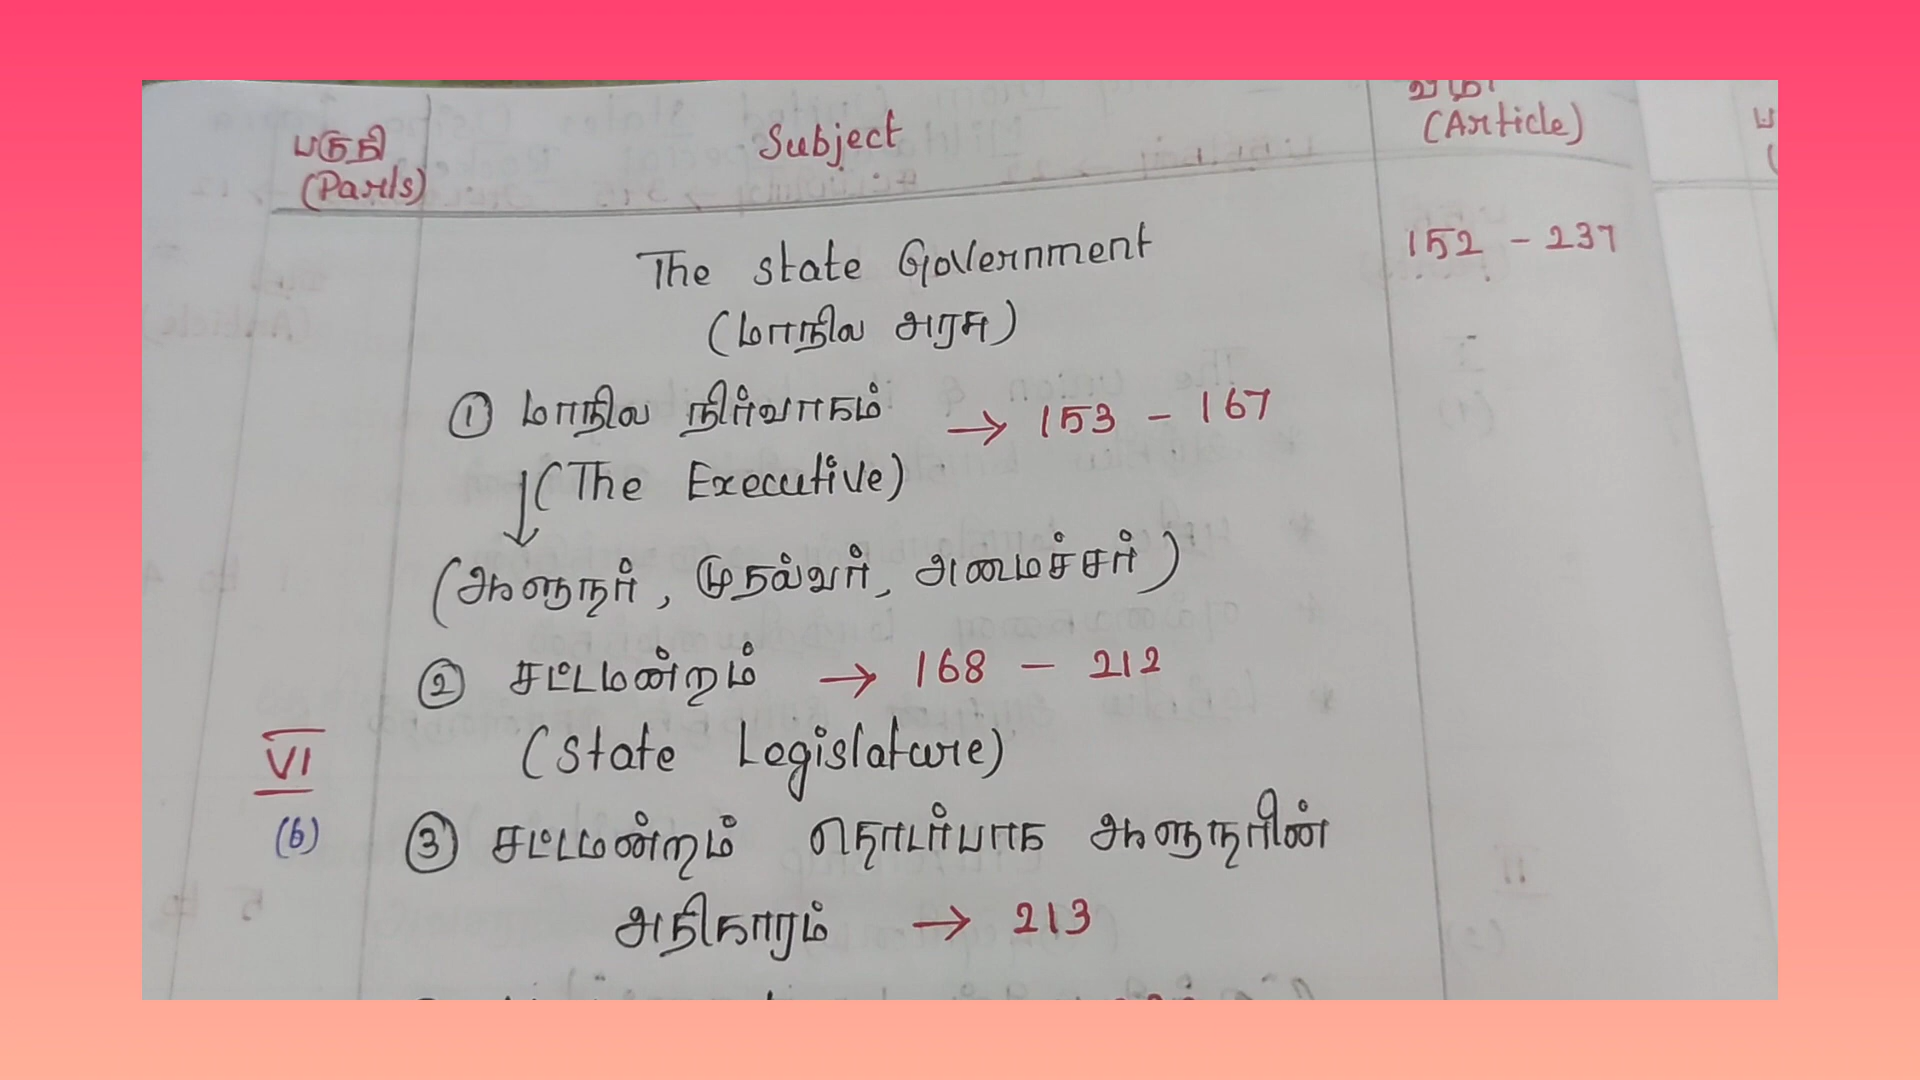 பகுதி
(Parts)
Subject
(Article)
The state Government
152 - 237
(மாநில அரசு)
① மாநில நிர்வாகம் → 153 - 167
↓ (The Executive)
(ஆளுநர், முதல்வர், அமைச்சர்)
② சட்டமன்றம் → 168 - 212
(State Legislature)
VI
(6)
③ சட்டமன்றம் தொடர்பாக ஆளுநரின்
அதிகாரம் → 213